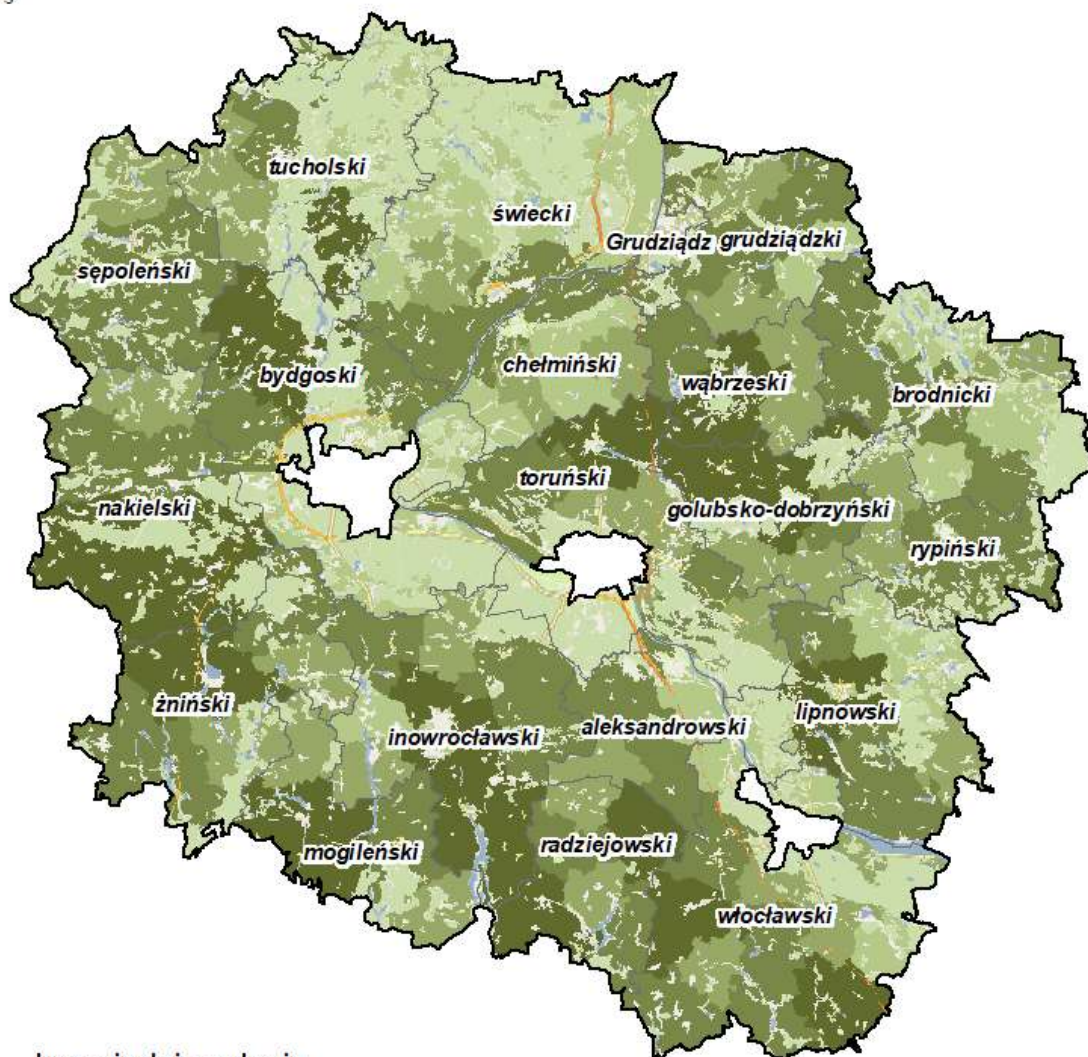 tucholski
świecki
Grudziądz grudziądzki
sępoleński
chełmiński
bydgoski
wąbrzeski
brodnicki
toruński
nakielski
golubsko-dobrzyński
rypiński
żniński
lipnowski
inowrocławski
aleksandrowski
mogileński
radziejowski
włocławski